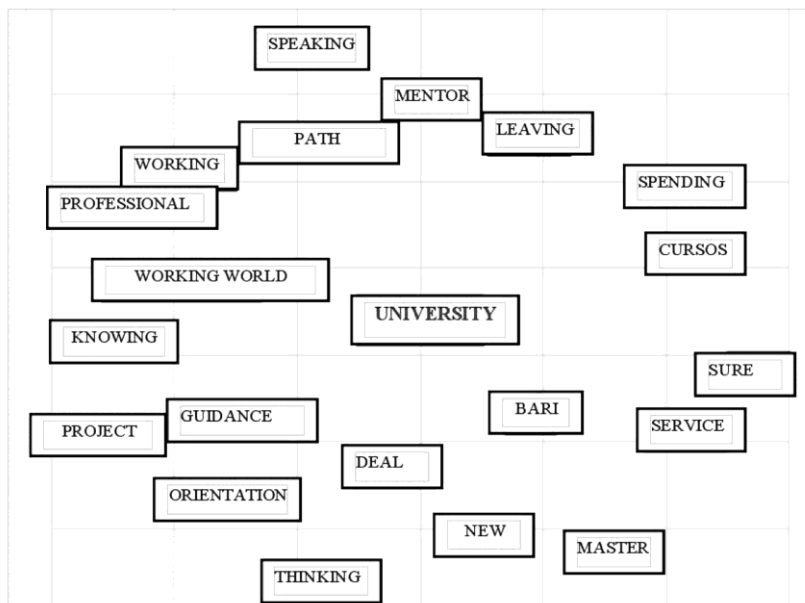 SPEAKING
MENTOR
LEAVING
PATH
WORKING
SPENDING
PROFESSIONAL
CURSOS
WORKING WORLD
UNIVERSITY
KNOWING
SURE
BARI
GUIDANCE
SERVICE
PROJECT
DEAL
ORIENTATION
NEW
MASTER
THINKING